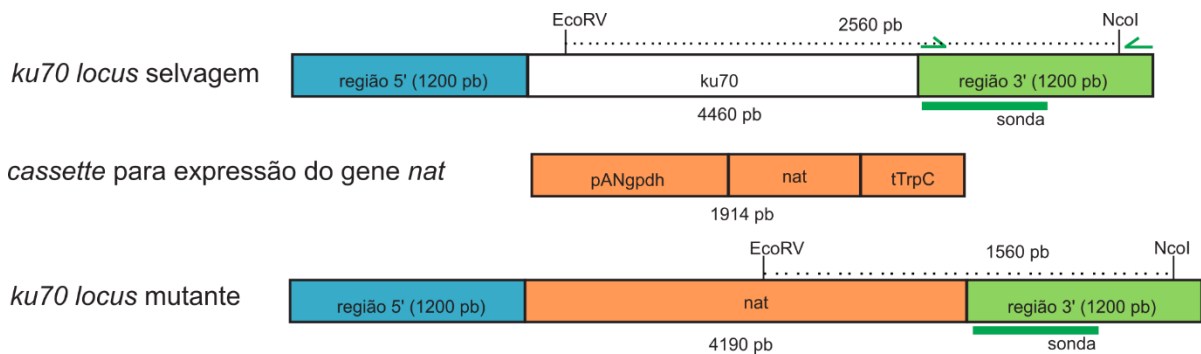 EcoRV 2560 pb NcoI
ku70 locus selvagem
região 5' (1200 pb) ku70 região 3' (1200 pb)
4460 pb sonda
cassette para expressão do gene nat
pANgpdh nat tTrpC
1914 pb
EcoRV 1560 pb NcoI
ku70 locus mutante
região 5' (1200 pb) nat região 3' (1200 pb)
4190 pb sonda